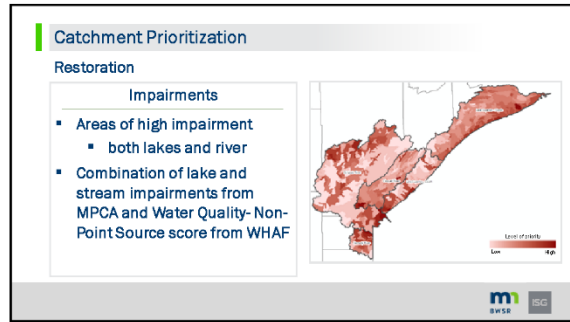 Catchment Prioritization
Restoration
Impairments
▪ Areas of high impairment
▪ both lakes and river
▪ Combination of lake and
stream impairments from
MPCA and Water Quality- Non-
Point Source score from WHAF
Level of priority
Low High
BWSR
ISG